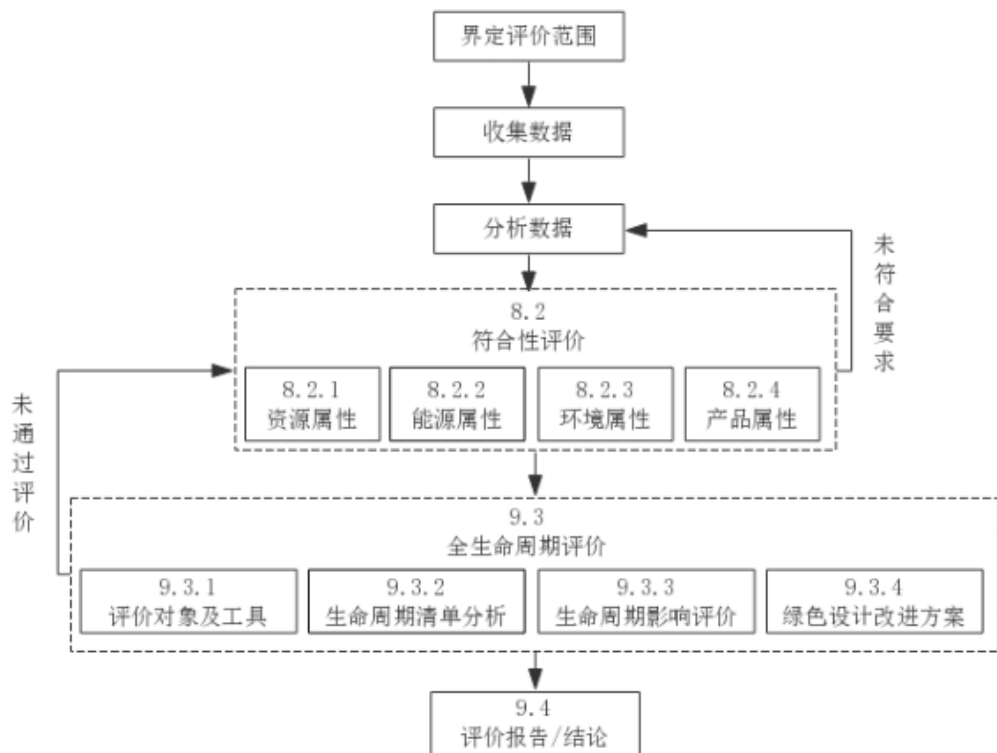 界定评价范围
收集数据
分析数据
未符合要求
8.2
符合性评价
8.2.1
资源属性
8.2.2
能源属性
8.2.3
环境属性
8.2.4
产品属性
未通过评价
9.3
全生命周期评价
9.3.1
评价对象及工具
9.3.2
生命周期清单分析
9.3.3
生命周期影响评价
9.3.4
绿色设计改进方案
9.4
评价报告/结论